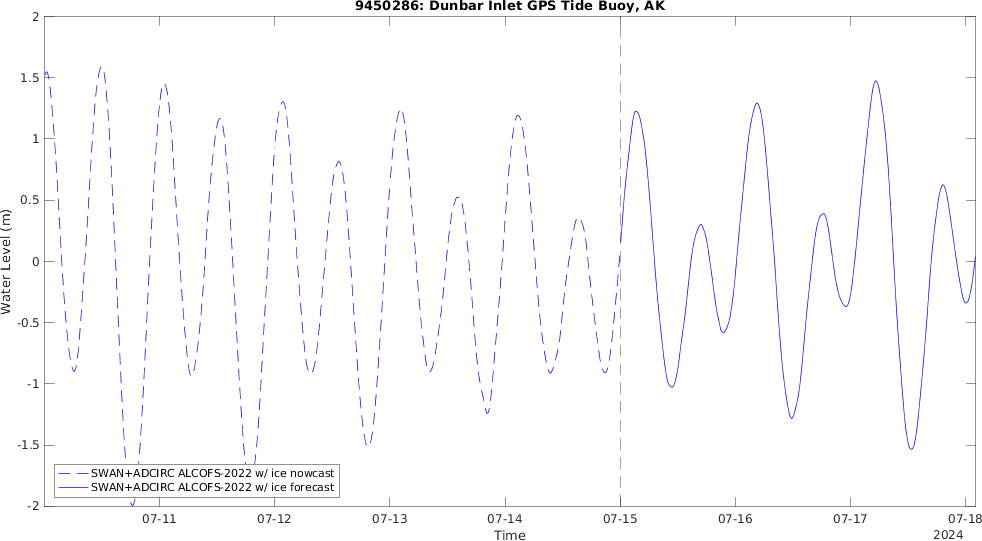 9450286: Dunbar Inlet GPS Tide Buoy, AK
Water Level (m)
2
1.5
1
0.5
0
-0.5
-1
-1.5
-2
SWAN+ADCIRC ALCOFS-2022 w/ ice nowcast
SWAN+ADCIRC ALCOFS-2022 w/ ice forecast
07-11 07-12 07-13 07-14 07-15 07-16 07-17 07-18
Time
2024